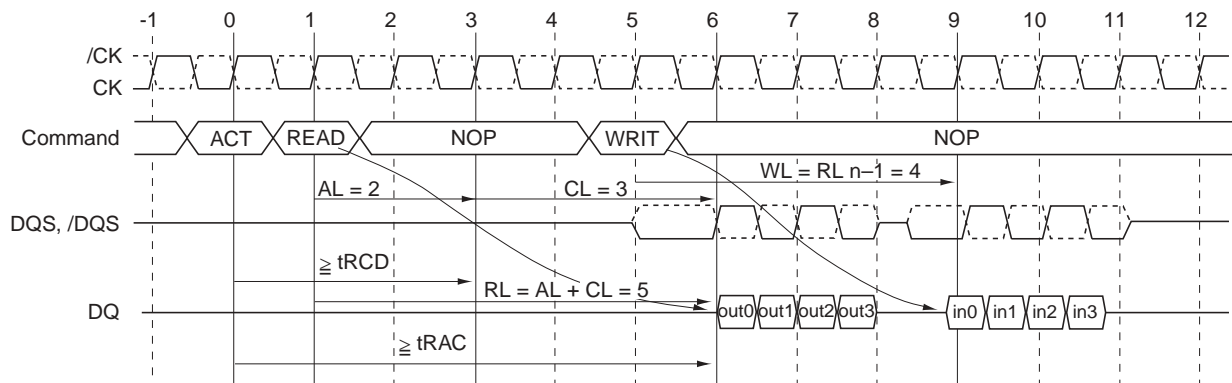 -1 0 1 2 3 4 5 6 7 8 9 10 11 12
/CK
CK
Command ACT READ NOP WRIT NOP
WL = RL n–1 = 4
AL = 2 CL = 3
DQS, /DQS
≧ tRCD
RL = AL + CL = 5
DQ out0 out1 out2 out3 in0 in1 in2 in3
≧ tRAC